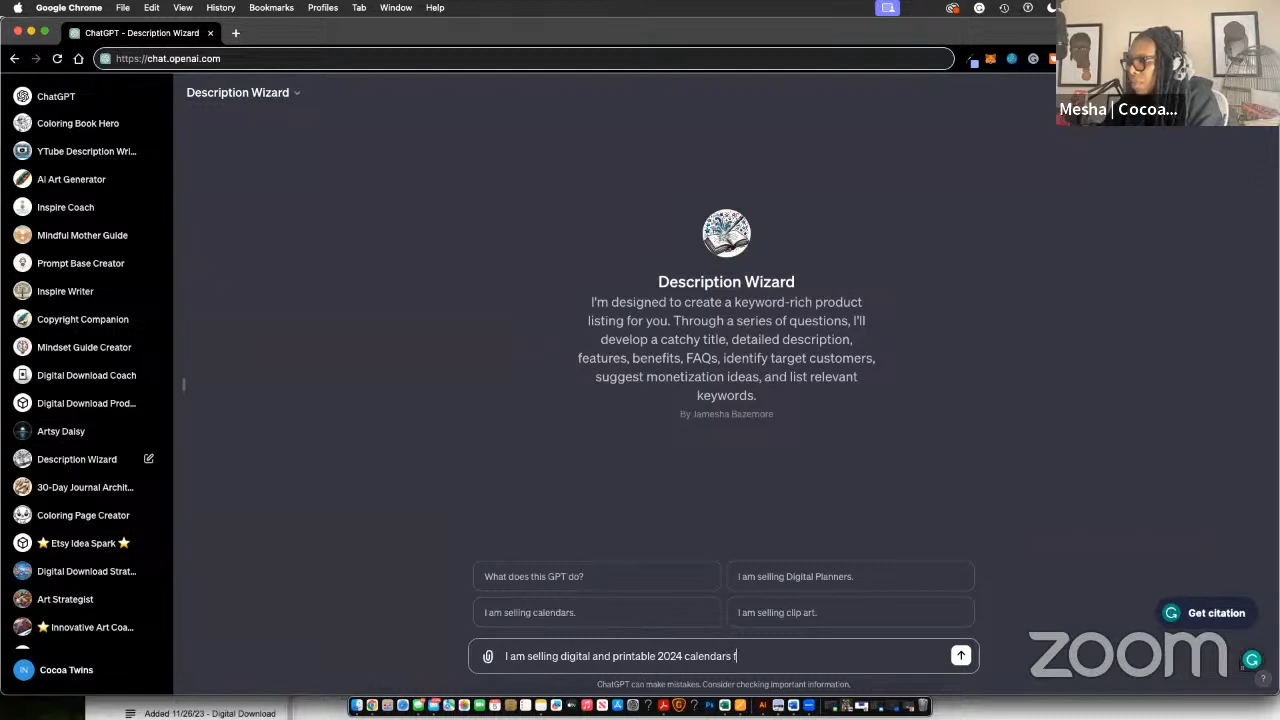 Google Chrome File Edit View History Bookmarks Profiles Tab Window Help
ChatGPT - Description Wizard
https://chat.openai.com
Mesha | Cocoa...
Description Wizard
ChatGPT
Coloring Book Hero
YTube Description Wri...
Ai Art Generator
Inspire Coach
Mindful Mother Guide
Prompt Base Creator
Inspire Writer
Copyright Companion
Mindset Guide Creator
Digital Download Coach
Digital Download Prod...
Artsy Daisy
Description Wizard
30-Day Journal Archit...
Coloring Page Creator
⭐ Etsy Idea Spark ⭐
Digital Download Strat...
Art Strategist
⭐ Innovative Art Coa...
IN Cocoa Twins
Description Wizard
I'm designed to create a keyword-rich product
listing for you. Through a series of questions, I'll
develop a catchy title, detailed description,
features, benefits, FAQs, identify target customers,
suggest monetization ideas, and list relevant
keywords.
By Jamesha Bazemore
What does this GPT do?
I am selling Digital Planners.
I am selling calendars.
I am selling clip art.
Get citation
I am selling digital and printable 2024 calendars f
zoom
ChatGPT can make mistakes. Consider checking important information.
?
Added 11/26/23 - Digital Download